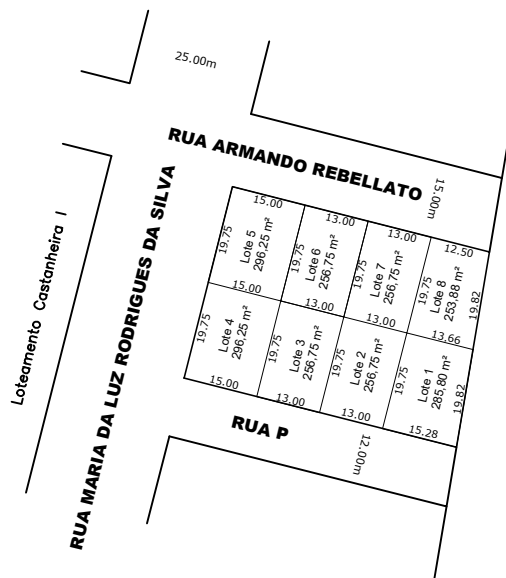 25.00m
RUA ARMANDO REBELLATO
15.00m
15.00
13.00
13.00
12.50
19.75
Lote 5
296,25 m²
19.75
Lote 6
256,75 m²
19.75
Lote 7
256,75 m²
19.75
Lote 8
253,88 m²
19.82
15.00
13.00
13.00
13.66
19.75
Lote 4
296,25 m²
19.75
Lote 3
256,75 m²
19.75
Lote 2
256,75 m²
19.75
Lote 1
285,80 m²
19.82
15.00
13.00
13.00
15.28
RUA P
12.00m
RUA MARIA DA LUZ RODRIGUES DA SILVA
Loteamento Castanheira I